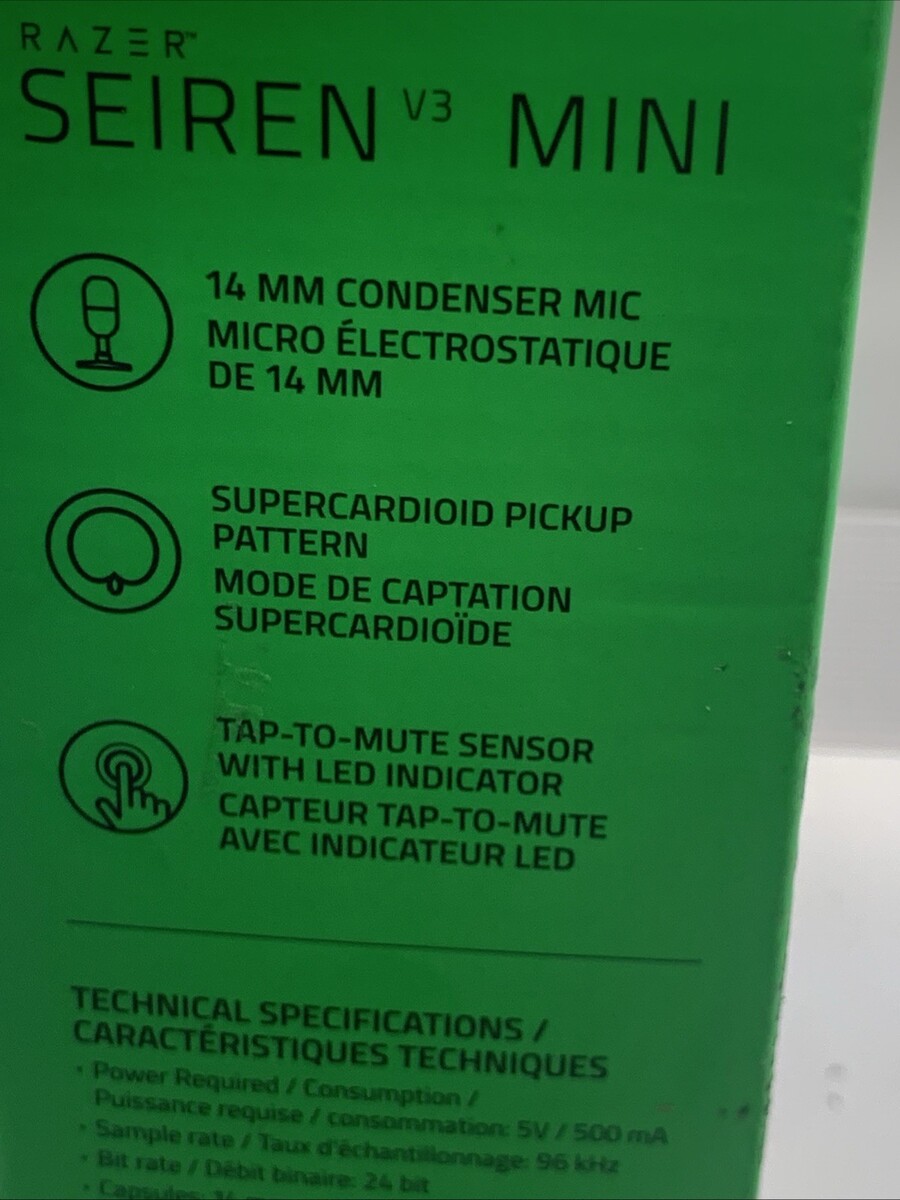 RAZER™
SEIREN V3 MINI
14 MM CONDENSER MIC
MICRO ÉLECTROSTATIQUE
DE 14 MM
SUPERCARDIOID PICKUP
PATTERN
MODE DE CAPTATION
SUPERCARDIOÏDE
TAP-TO-MUTE SENSOR
WITH LED INDICATOR
CAPTEUR TAP-TO-MUTE
AVEC INDICATEUR LED
TECHNICAL SPECIFICATIONS /
CARACTÉRISTIQUES TECHNIQUES
• Power Required / Consumption /
Puissance requise / consommation: 5V / 500 mA
• Sample rate / Taux d'échantillonnage: 96 kHz
• Bit rate / Débit binaire: 24 bit
• Capsules: 14